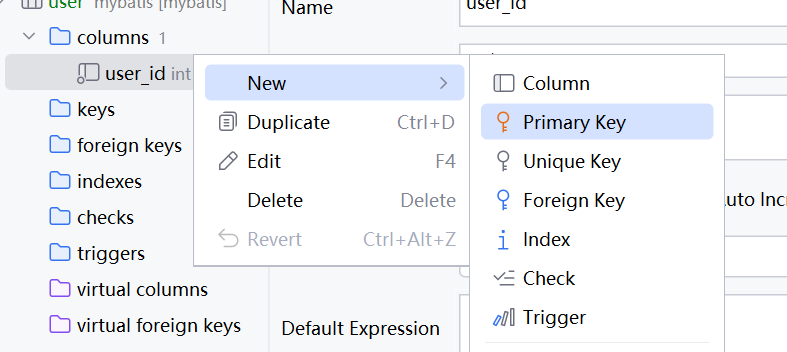 user mybatis [mybatis]
Name
user_id
columns 1
user_id int
New
Column
keys
Duplicate Ctrl+D
Primary Key
foreign keys
Edit F4
Unique Key
indexes
Delete Delete
Foreign Key
checks
Revert Ctrl+Alt+Z
Index
triggers
Check
virtual columns
Trigger
virtual foreign keys
Default Expression